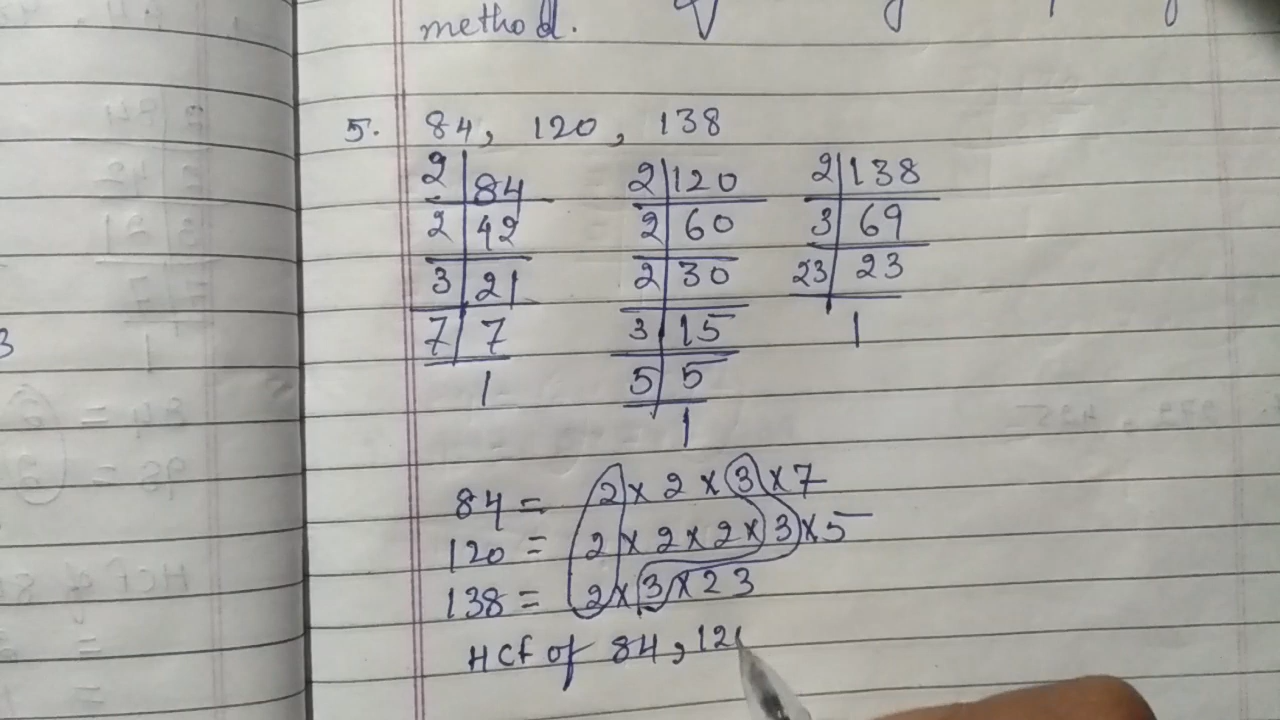 method.
5. 84, 120, 138
2 | 84 2 | 120 2 | 138
2 | 42 2 | 60 3 | 69
3 | 21 2 | 30 23 | 23
7 | 7 3 | 15 1
1 5 | 5
1
84 = 2 × 2 × 3 × 7
120 = 2 × 2 × 2 × 3 × 5
138 = 2 × 3 × 23
HCf of 84, 120
3